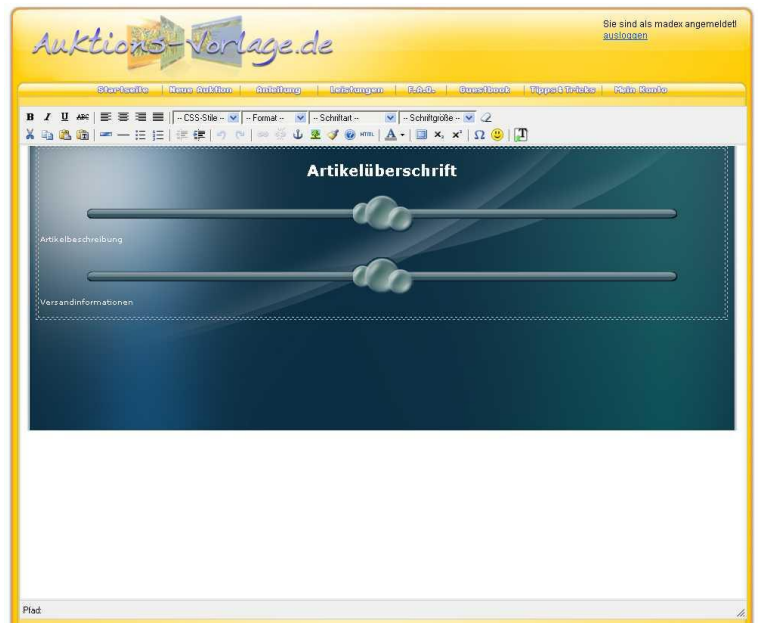 Auktions-Vorlage.de
Sie sind als madex angemeldet!
ausloggen
Startseite | Neue Auktion | Anleitung | Leistungen | F.A.Q. | Guestbook | Tipps & Tricks | Mein Konto
B I U ABC -- CSS-Stile -- -- Format -- -- Schriftart -- -- Schriftgröße --
HTML A x, x' Ω T
Artikelüberschrift
Artikelbeschreibung
Versandinformationen
Pfad: